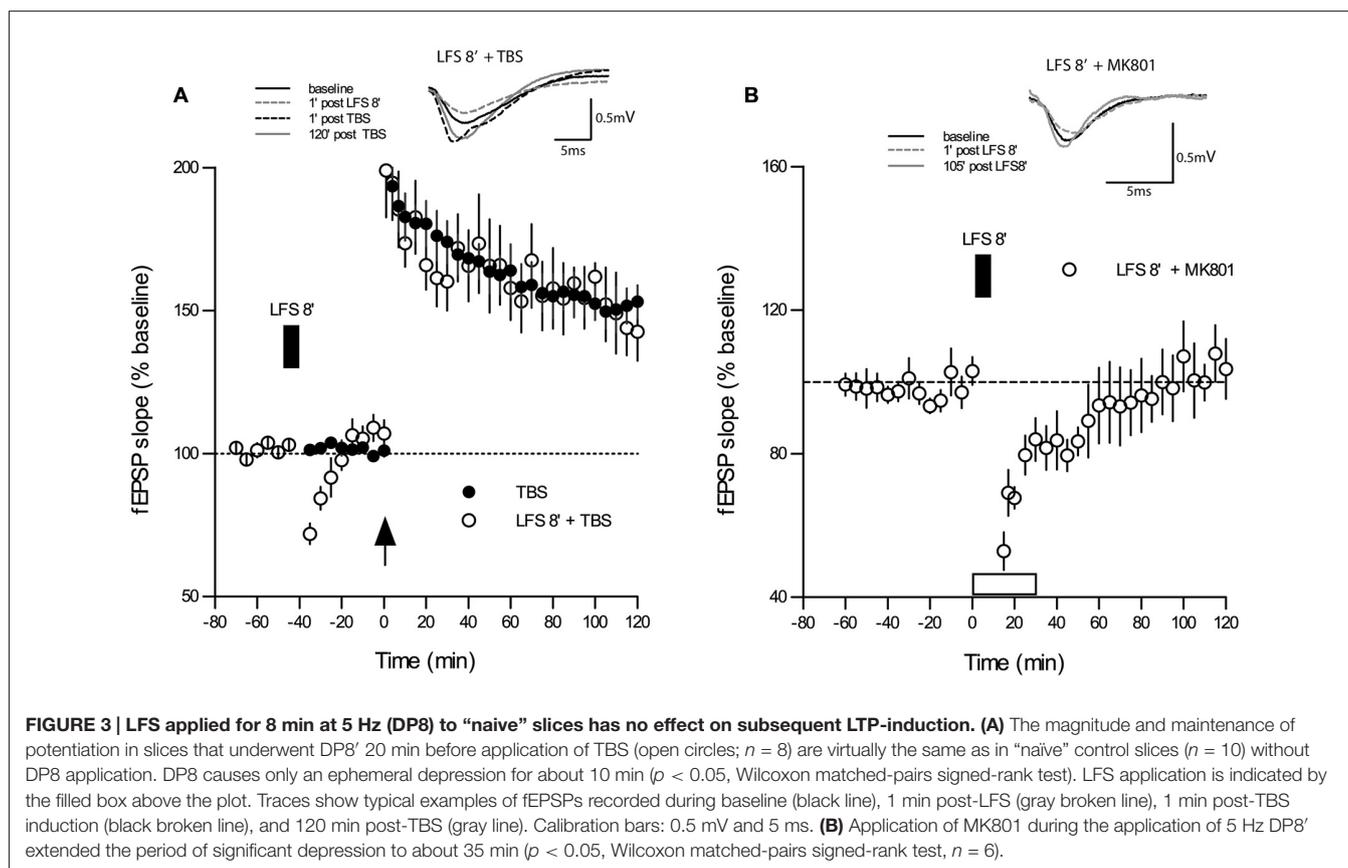 A
LFS 8' + TBS
baseline
1' post LFS 8'
1' post TBS
120' post TBS
0.5mV
5ms
200
150
100
50
fEPSP slope (% baseline)
LFS 8'
TBS
LFS 8' + TBS
-80 -60 -40 -20 0 20 40 60 80 100 120
Time (min)
B
LFS 8' + MK801
baseline
1' post LFS 8'
105' post LFS8'
0.5mV
5ms
160
120
80
40
fEPSP slope (% baseline)
LFS 8'
LFS 8' + MK801
-80 -60 -40 -20 0 20 40 60 80 100 120
Time (min)
FIGURE 3 | LFS applied for 8 min at 5 Hz (DP8) to “naive” slices has no effect on subsequent LTP-induction. (A) The magnitude and maintenance of
potentiation in slices that underwent DP8′ 20 min before application of TBS (open circles; n = 8) are virtually the same as in “naïve” control slices (n = 10) without
DP8 application. DP8 causes only an ephemeral depression for about 10 min (p < 0.05, Wilcoxon matched-pairs signed-rank test). LFS application is indicated by
the filled box above the plot. Traces show typical examples of fEPSPs recorded during baseline (black line), 1 min post-LFS (gray broken line), 1 min post-TBS
induction (black broken line), and 120 min post-TBS (gray line). Calibration bars: 0.5 mV and 5 ms. (B) Application of MK801 during the application of 5 Hz DP8′
extended the period of significant depression to about 35 min (p < 0.05, Wilcoxon matched-pairs signed-rank test, n = 6).